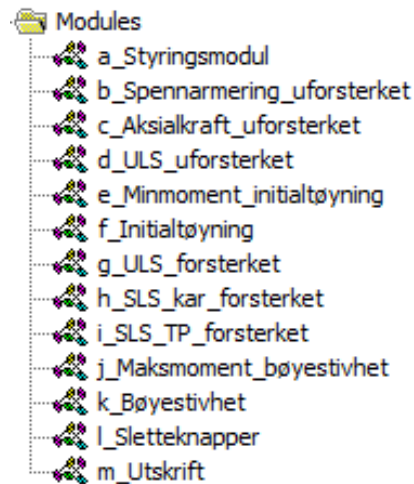 Modules
a_Styringsmodul
b_Spennarmering_uforsterket
c_Aksialkraft_uforsterket
d_ULS_uforsterket
e_Minmoment_initialtøyning
f_Initialtøyning
g_ULS_forsterket
h_SLS_kar_forsterket
i_SLS_TP_forsterket
j_Maksmoment_bøyestivhet
k_Bøyestivhet
l_Sletteknapper
m_Utskrift